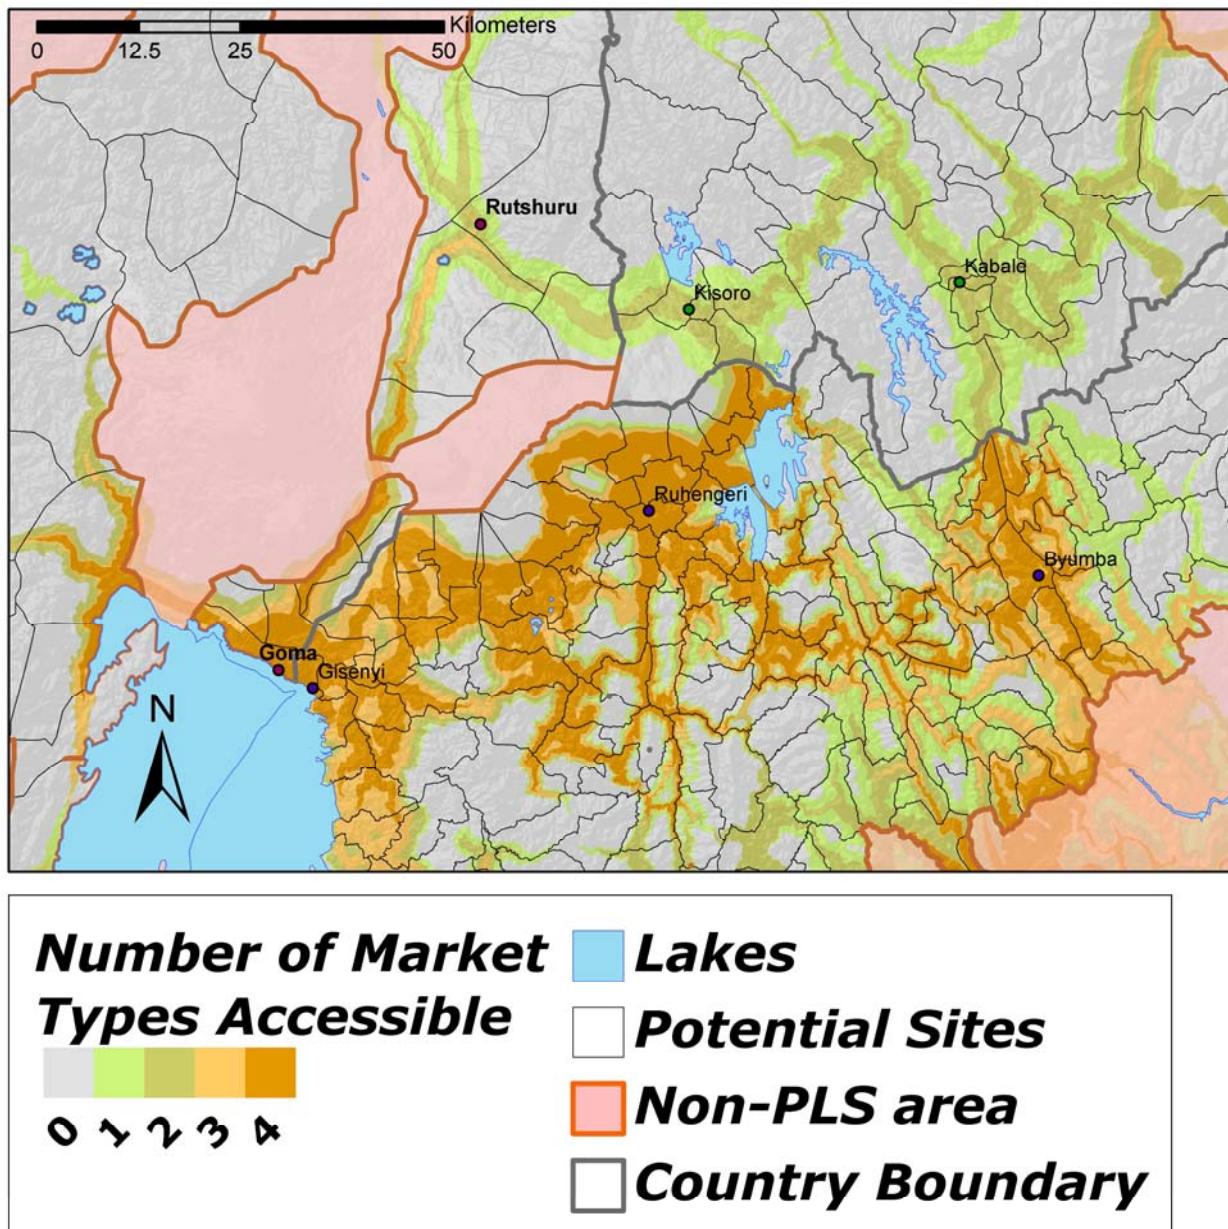 Kilometers
0 12.5 25 50
Rutshuru
Kabale
Kisoro
Ruhengeri
Byumba
Goma
Gisenyi
N
Number of Market
Types Accessible
0 1 2 3 4
Lakes
Potential Sites
Non-PLS area
Country Boundary